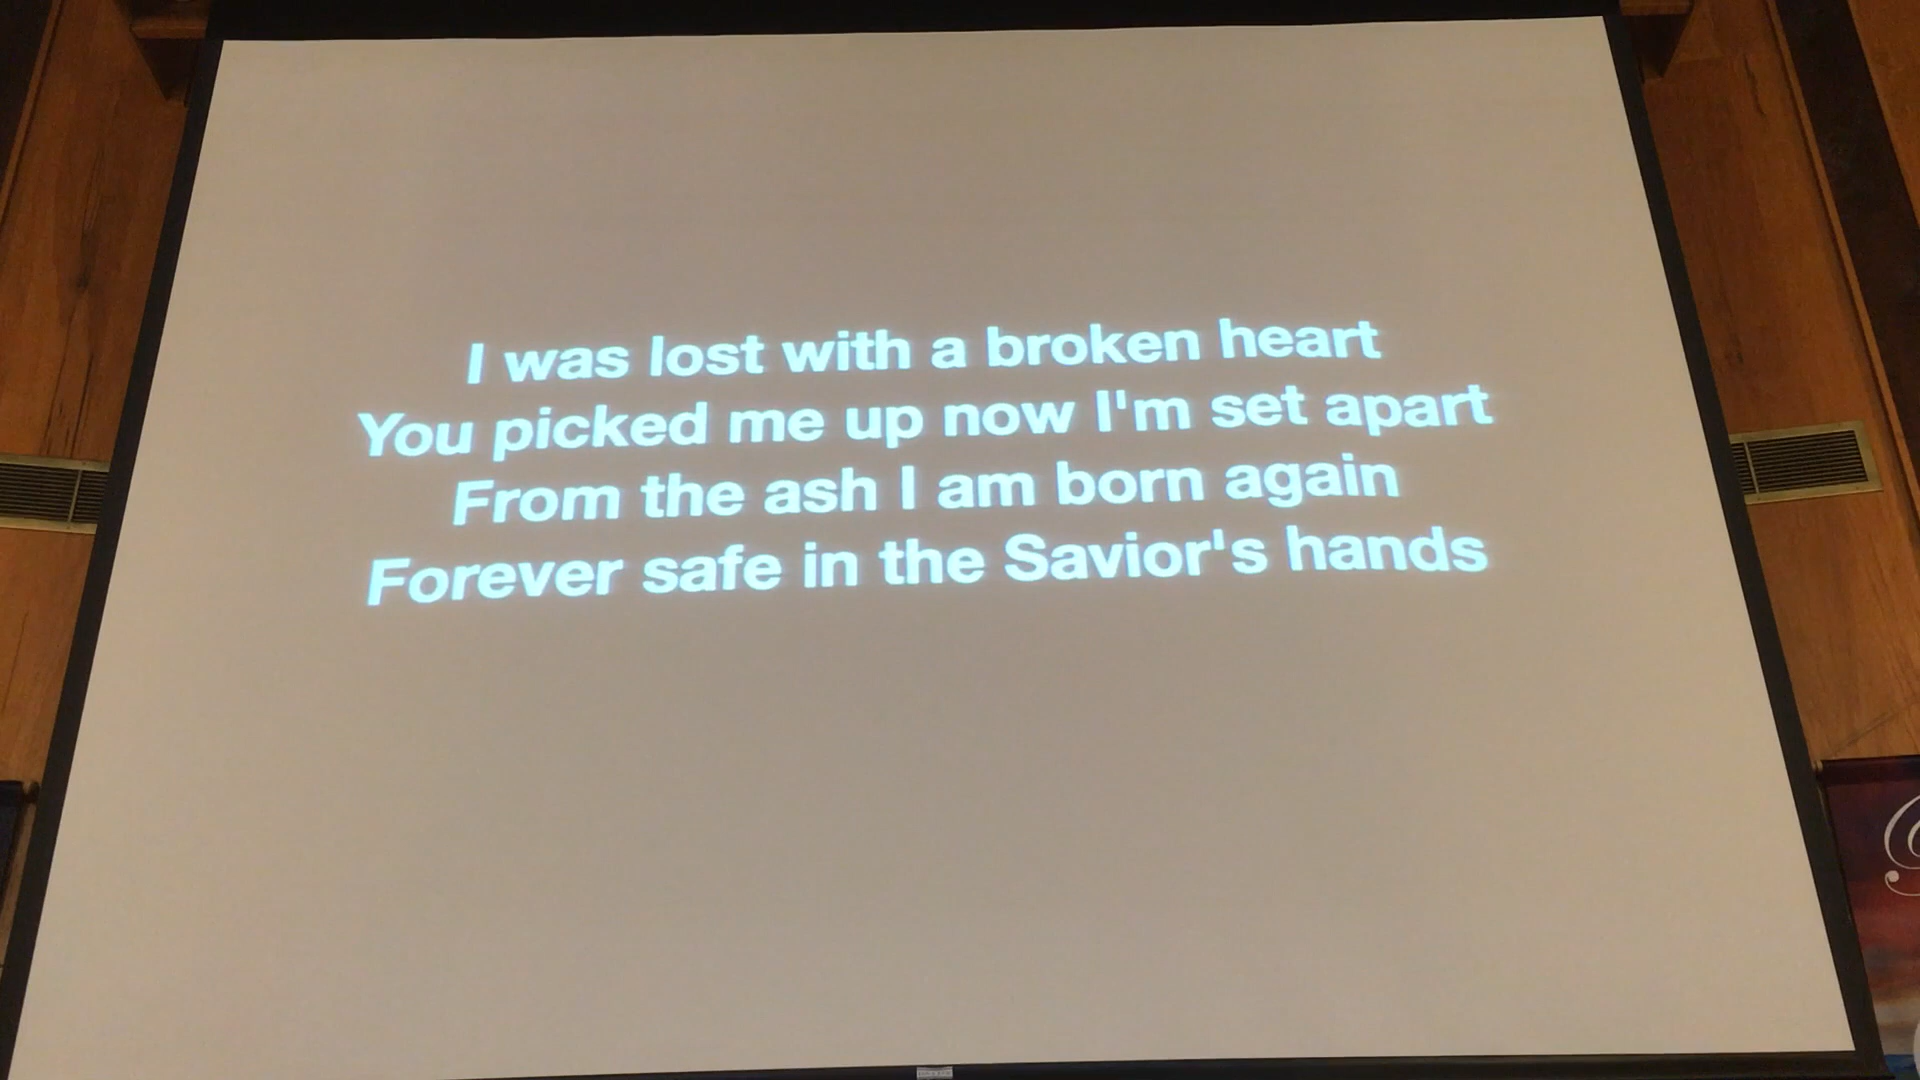 I was lost with a broken heart
You picked me up now I'm set apart
From the ash I am born again
Forever safe in the Savior's hands